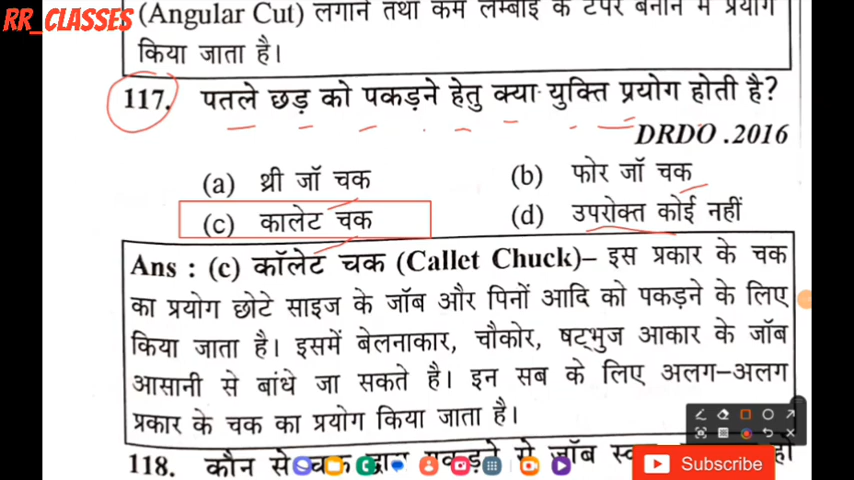 RR_CLASSES
(Angular Cut) लगाने तथा कम लम्बाई के टेपर बनाने में प्रयोग
किया जाता है।
117. पतले छड़ को पकड़ने हेतु क्या युक्ति प्रयोग होती है?
DRDO .2016
(a) थ्री जॉ चक
(b) फोर जॉ चक
(c) कालेट चक
(d) उपरोक्त कोई नहीं
Ans : (c) कॉलेट चक (Callet Chuck)– इस प्रकार के चक
का प्रयोग छोटे साइज के जॉब और पिनों आदि को पकड़ने के लिए
किया जाता है। इसमें बेलनाकार, चौकोर, षट्भुज आकार के जॉब
आसानी से बांधे जा सकते है। इन सब के लिए अलग–अलग
प्रकार के चक का प्रयोग किया जाता है।
118. कौन से चक द्वारा पकड़ने से जॉब
Subscribe